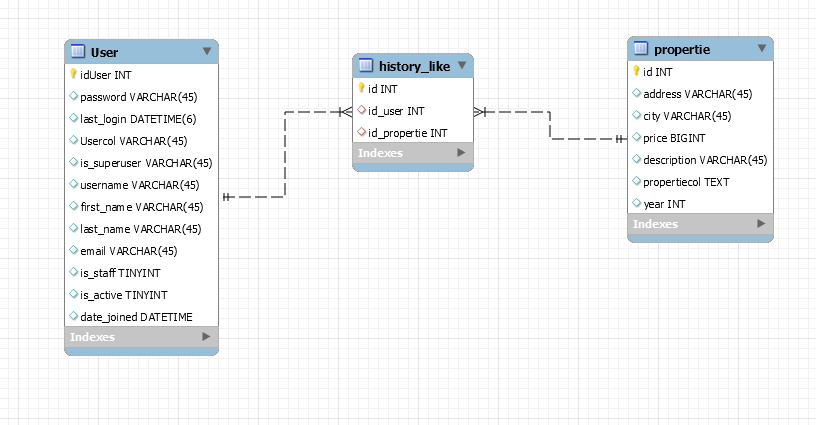 User
idUser INT
password VARCHAR(45)
last_login DATETIME(6)
Usercol VARCHAR(45)
is_superuser VARCHAR(45)
username VARCHAR(45)
first_name VARCHAR(45)
last_name VARCHAR(45)
email VARCHAR(45)
is_staff TINYINT
is_active TINYINT
date_joined DATETIME
Indexes
history_like
id INT
id_user INT
id_propertie INT
Indexes
propertie
id INT
address VARCHAR(45)
city VARCHAR(45)
price BIGINT
description VARCHAR(45)
propertiecol TEXT
year INT
Indexes